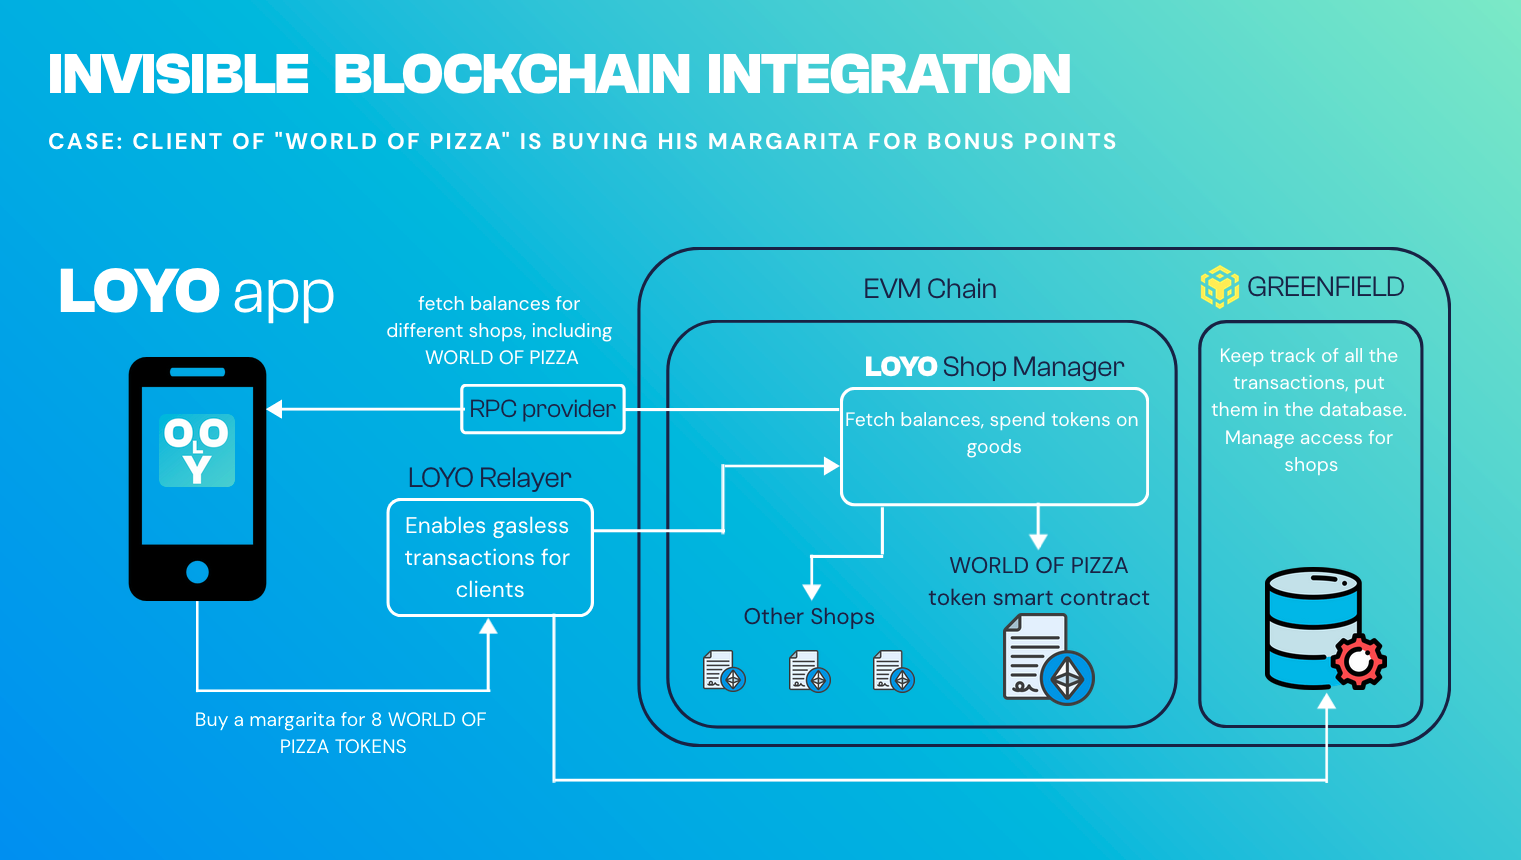 INVISIBLE BLOCKCHAIN INTEGRATION
CASE: CLIENT OF "WORLD OF PIZZA" IS BUYING HIS MARGARITA FOR BONUS POINTS
LOYO app
fetch balances for
different shops, including
WORLD OF PIZZA
RPC provider
OLO
Y
LOYO Relayer
Enables gasless
transactions for
clients
Buy a margarita for 8 WORLD OF
PIZZA TOKENS
EVM Chain
LOYO Shop Manager
Fetch balances, spend tokens on
goods
Other Shops
WORLD OF PIZZA
token smart contract
GREENFIELD
Keep track of all the
transactions, put
them in the database.
Manage access for
shops